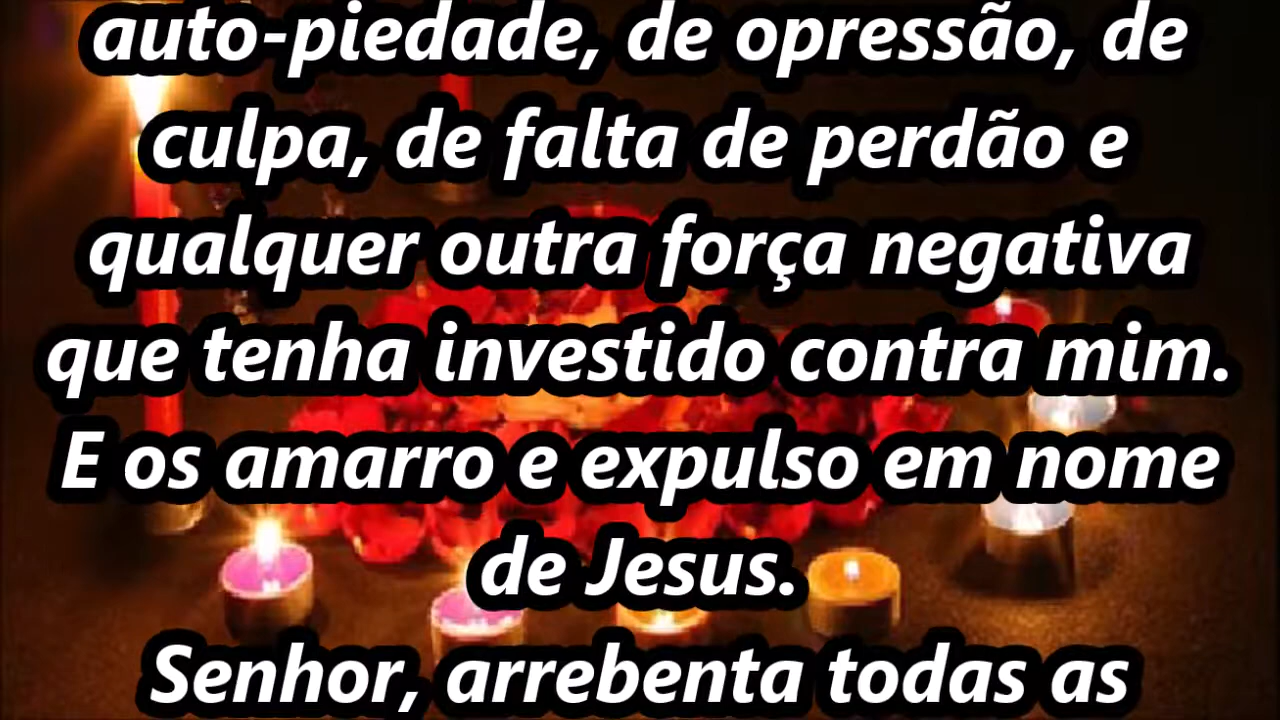 auto-piedade, de opressão, de
culpa, de falta de perdão e
qualquer outra força negativa
que tenha investido contra mim.
E os amarro e expulso em nome
de Jesus.
Senhor, arrebenta todas as